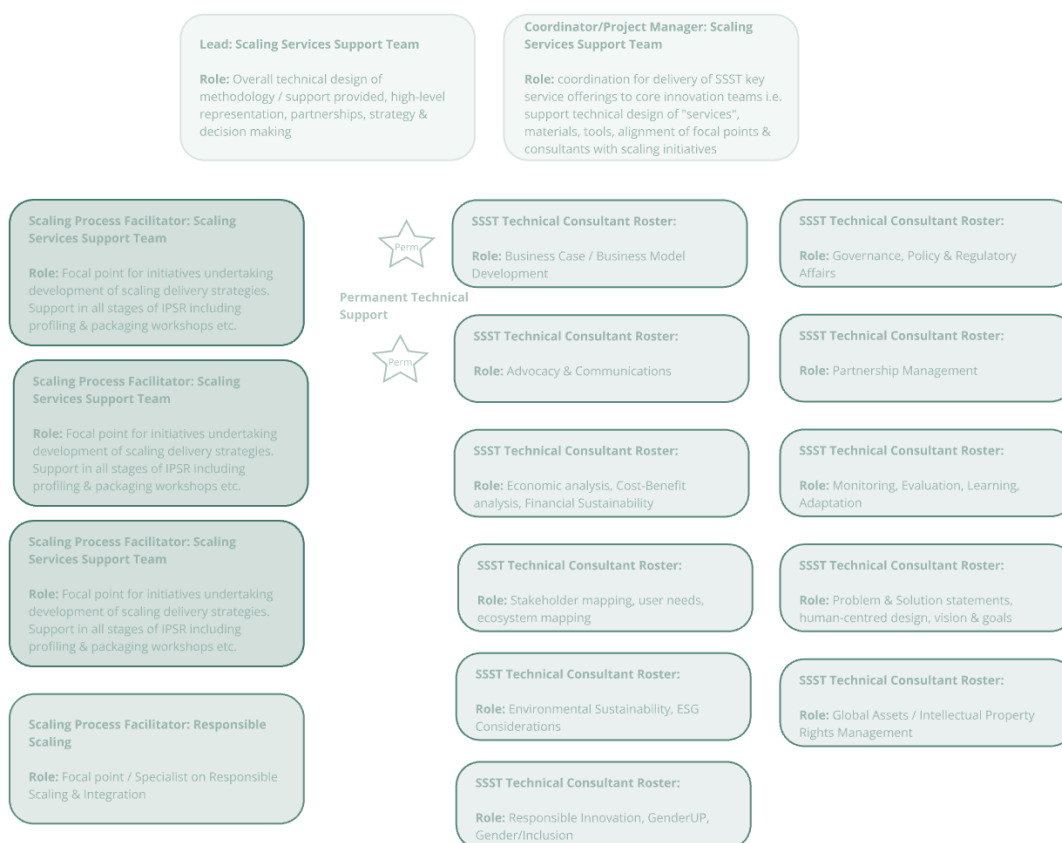 Lead: Scaling Services Support Team
Role: Overall technical design of
methodology / support provided, high-level
representation, partnerships, strategy &
decision making
Coordinator/Project Manager: Scaling
Services Support Team
Role: coordination for delivery of SSST key
service offerings to core innovation teams i.e.
support technical design of "services",
materials, tools, alignment of focal points &
consultants with scaling initiatives
Scaling Process Facilitator: Scaling
Services Support Team
Role: Focal point for initiatives undertaking
development of scaling delivery strategies.
Support in all stages of IPSR including
profiling & packaging workshops etc.
Scaling Process Facilitator: Scaling
Services Support Team
Role: Focal point for initiatives undertaking
development of scaling delivery strategies.
Support in all stages of IPSR including
profiling & packaging workshops etc.
Scaling Process Facilitator: Scaling
Services Support Team
Role: Focal point for initiatives undertaking
development of scaling delivery strategies.
Support in all stages of IPSR including
profiling & packaging workshops etc.
Scaling Process Facilitator: Responsible
Scaling
Role: Focal point / Specialist on Responsible
Scaling & Integration
Perm
Permanent Technical
Support
Perm
SSST Technical Consultant Roster:
Role: Business Case / Business Model
Development
SSST Technical Consultant Roster:
Role: Advocacy & Communications
SSST Technical Consultant Roster:
Role: Economic analysis, Cost-Benefit
analysis, Financial Sustainability
SSST Technical Consultant Roster:
Role: Stakeholder mapping, user needs,
ecosystem mapping
SSST Technical Consultant Roster:
Role: Environmental Sustainability, ESG
Considerations
SSST Technical Consultant Roster:
Role: Responsible Innovation, GenderUP,
Gender/Inclusion
SSST Technical Consultant Roster:
Role: Governance, Policy & Regulatory
Affairs
SSST Technical Consultant Roster:
Role: Partnership Management
SSST Technical Consultant Roster:
Role: Monitoring, Evaluation, Learning,
Adaptation
SSST Technical Consultant Roster:
Role: Problem & Solution statements,
human-centred design, vision & goals
SSST Technical Consultant Roster:
Role: Global Assets / Intellectual Property
Rights Management